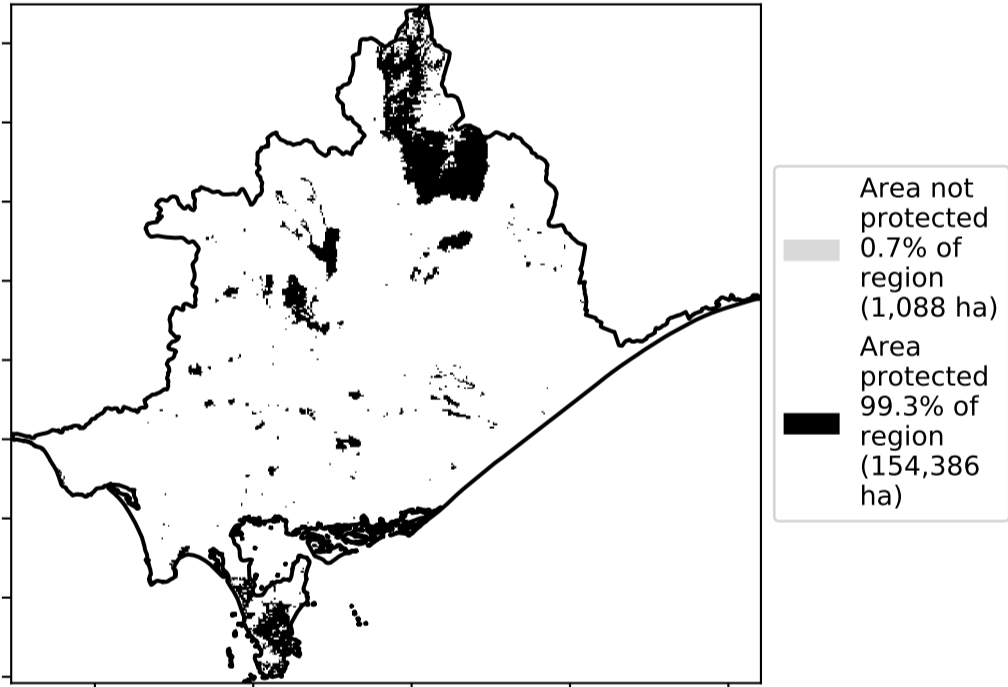 Area not
protected
0.7% of
region
(1,088 ha)
Area
protected
99.3% of
region
(154,386
ha)